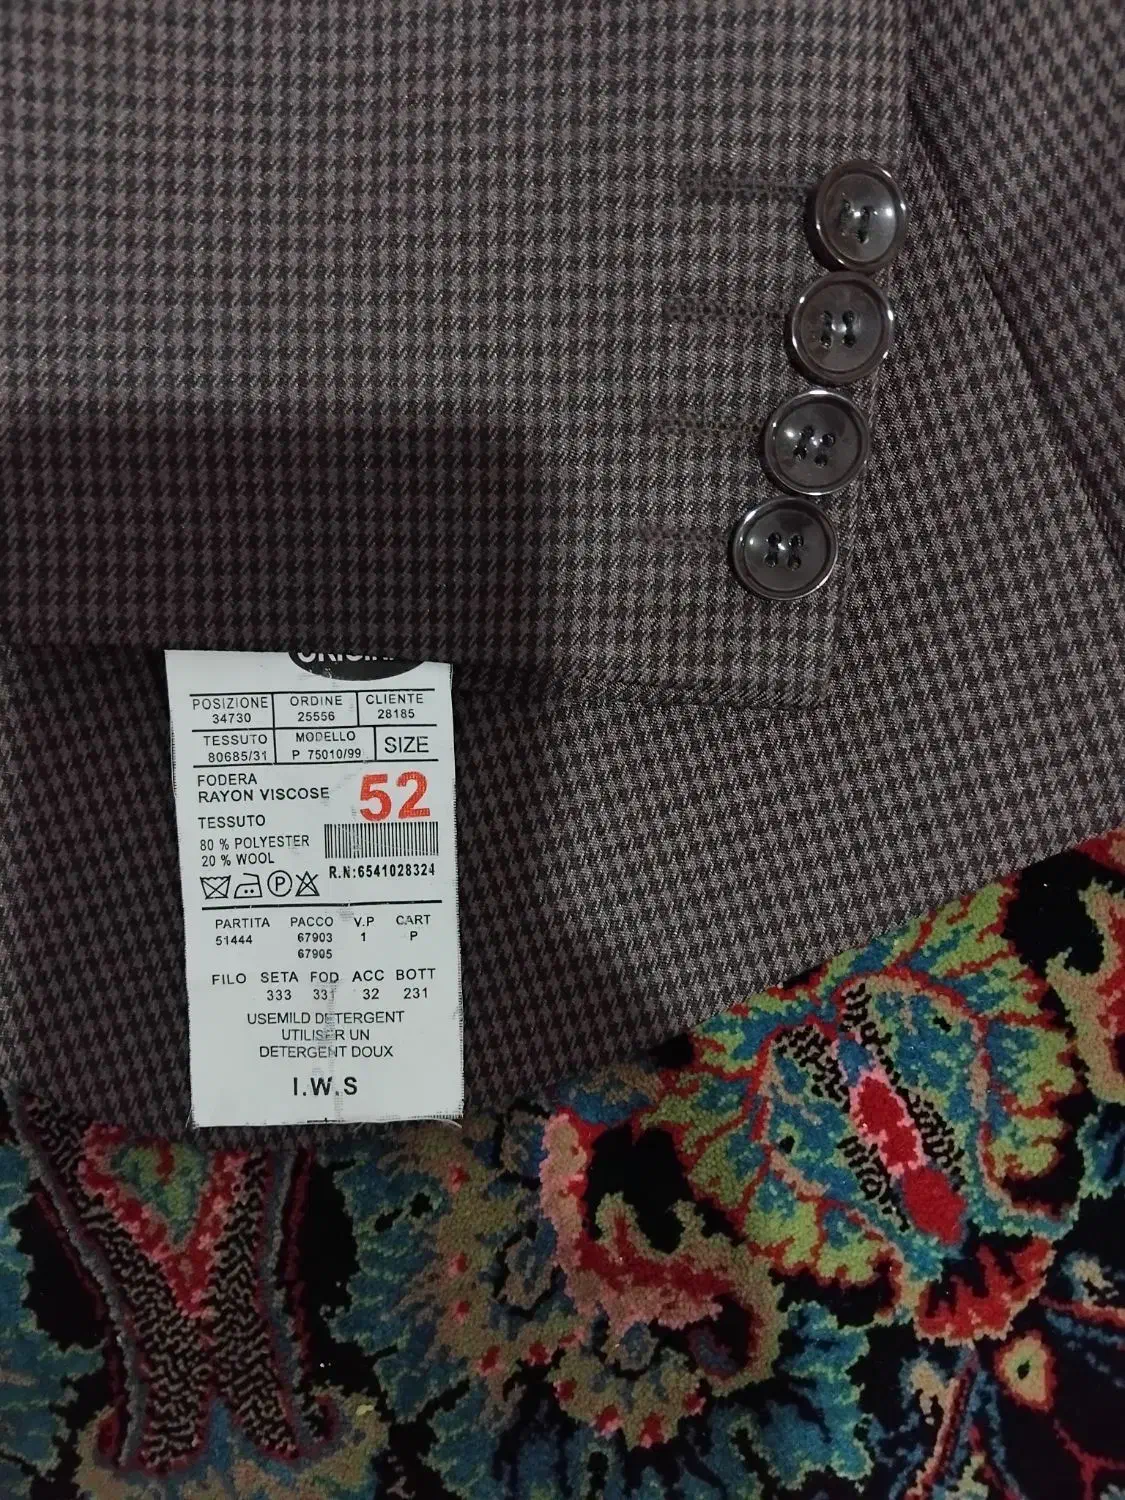 POSIZIONE ORDINE CLIENTE
34730 25556 28185
TESSUTO MODELLO SIZE
80685/31 P 75010/99
FODERA
RAYON VISCOSE 52
TESSUTO
80 % POLYESTER
20 % WOOL
R.N:6541028324
P
PARTITA PACCO V.P CART
51444 67903 1 P
67905
FILO SETA FOD ACC BOTT
333 331 32 231
USEMILD DETERGENT
UTILISER UN
DETERGENT DOUX
I.W.S